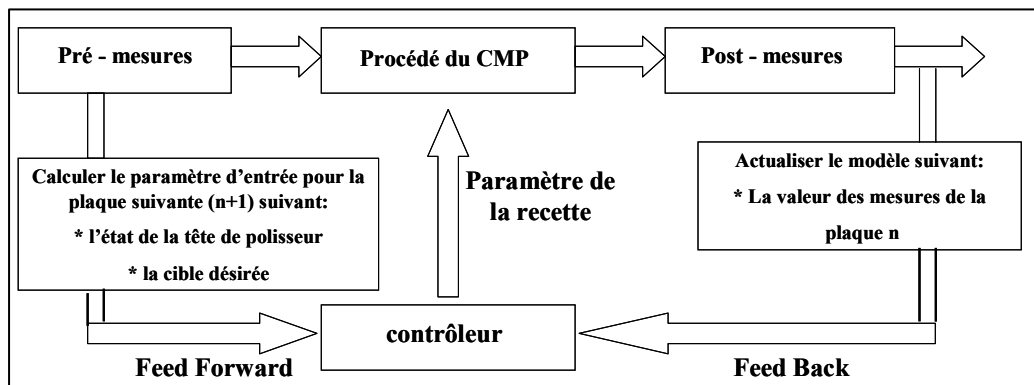 Pré - mesures
Procédé du CMP
Post - mesures
Calculer le paramètre d'entrée pour la
plaque suivante (n+1) suivant:
* l'état de la tête de polisseur
* la cible désirée
Paramètre de
la recette
Actualiser le modèle suivant:
* La valeur des mesures de la
plaque n
contrôleur
Feed Forward
Feed Back